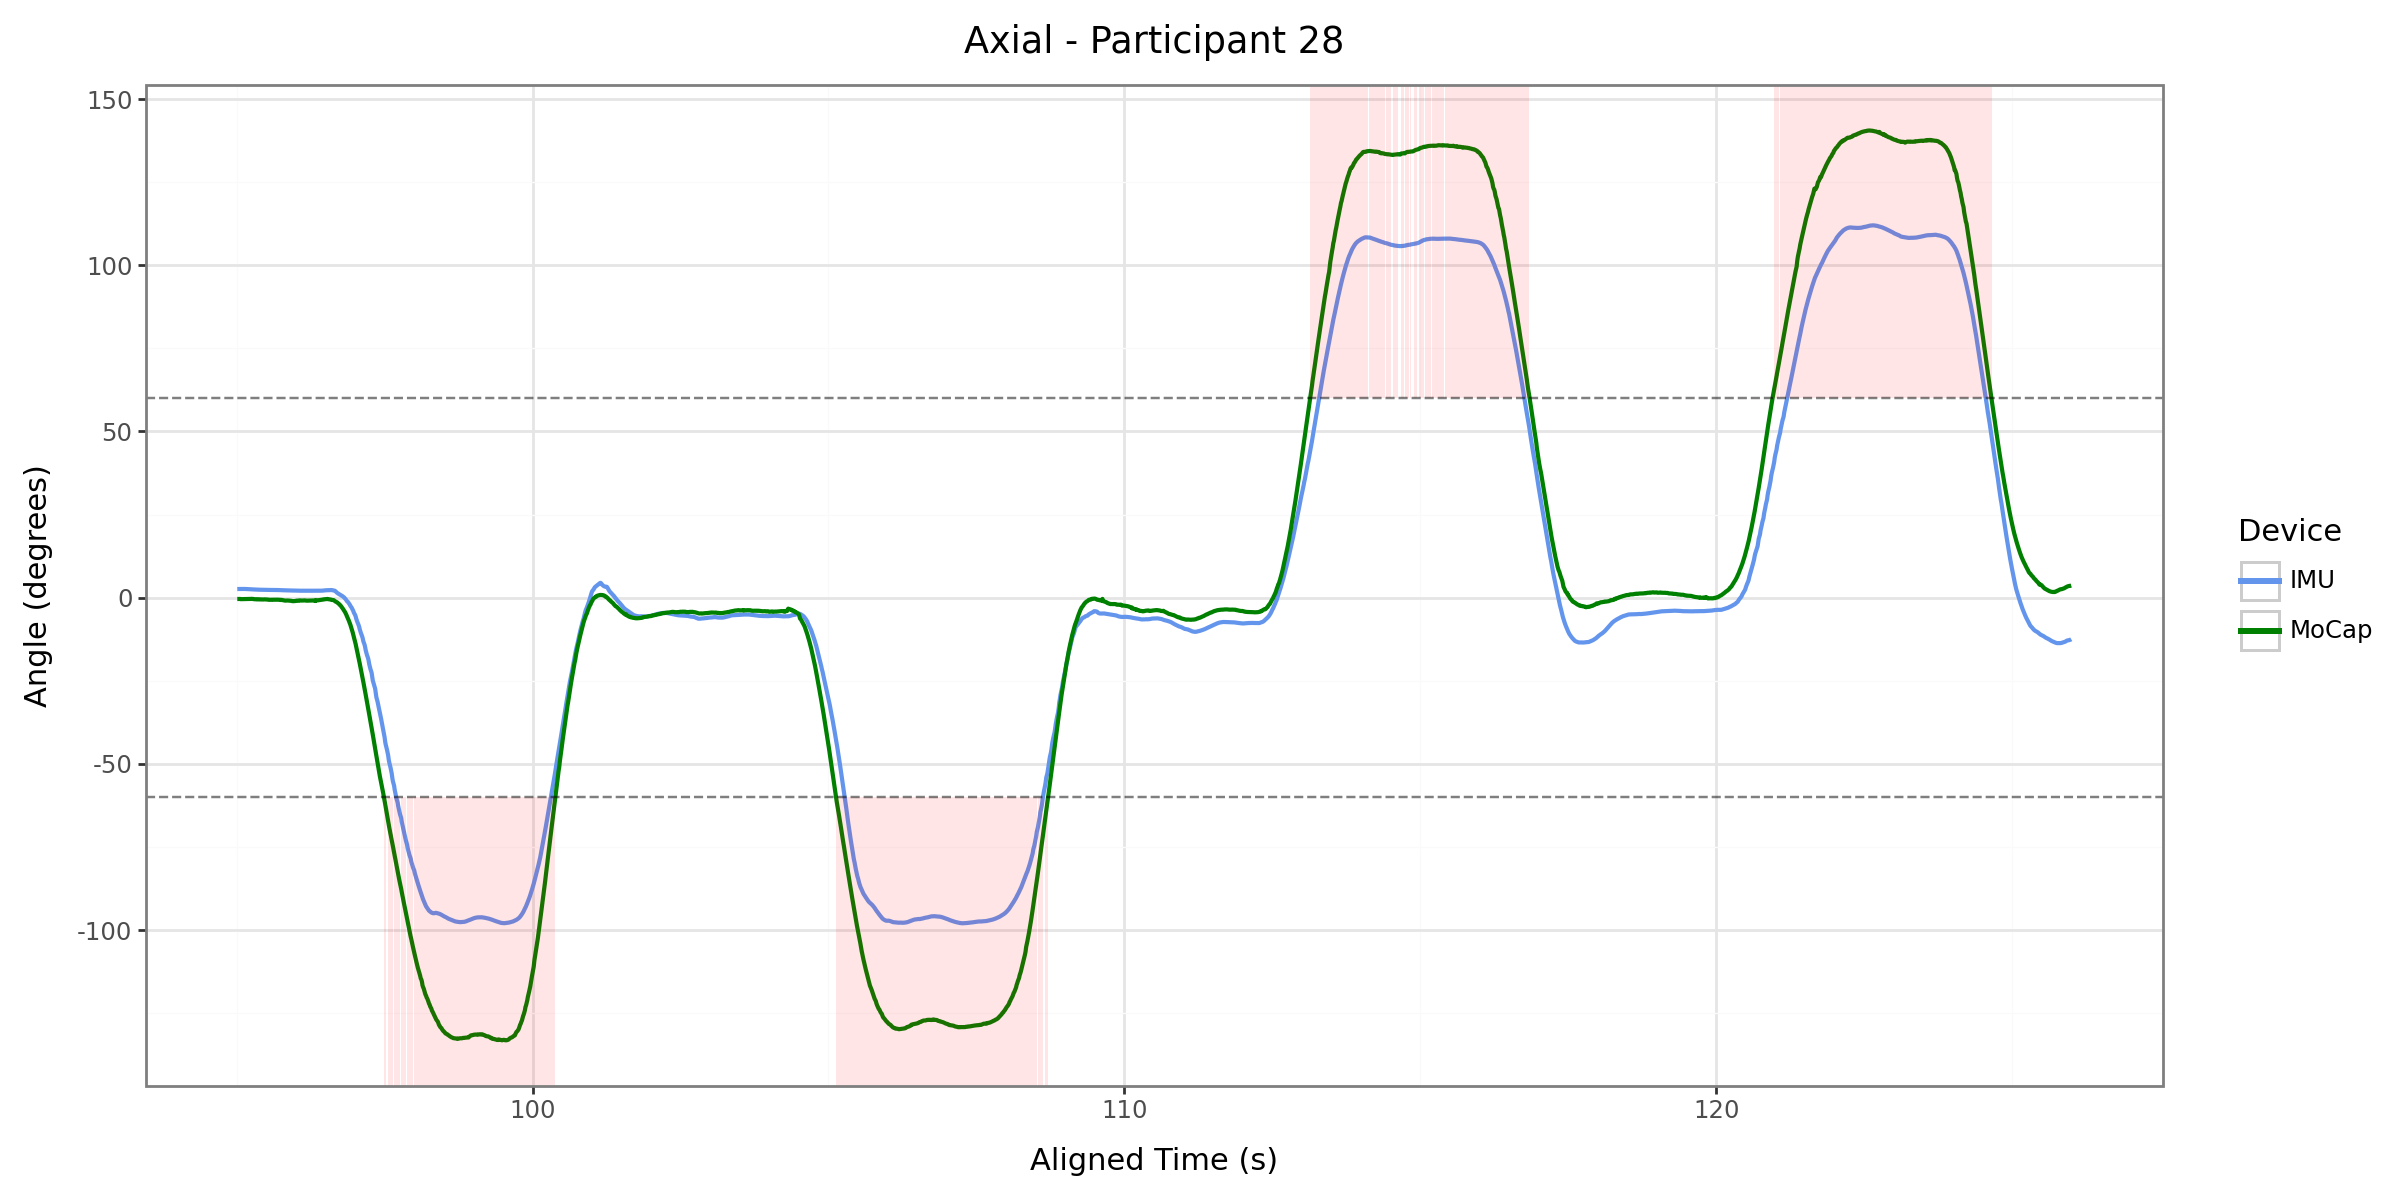 Axial - Participant 28
150
100
50
0
-50
-100
Angle (degrees)
100
110
120
Aligned Time (s)
Device
IMU
MoCap